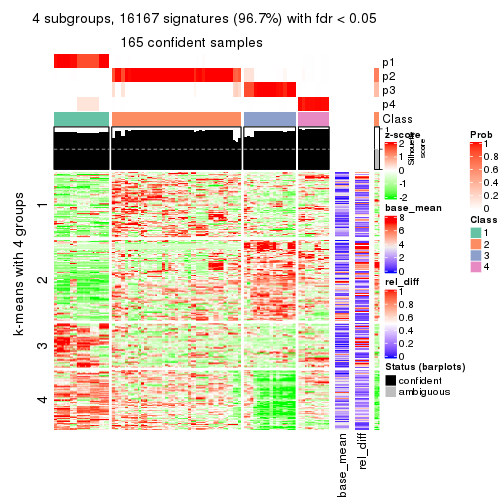 4 subgroups, 16167 signatures (96.7%) with fdr < 0.05
165 confident samples
p1
p2
p3
p4
Class
1
Silhouette
score
k-means with 4 groups
1
2
3
4
base_mean
rel_diff
z-score
2
1
0
-1
-2
base_mean
8
6
4
2
0
rel_diff
1
0.8
0.6
0.4
0.2
0
Status (barplots)
confident
ambiguous
Prob
1
0.8
0.6
0.4
0.2
0
Class
1
2
3
4